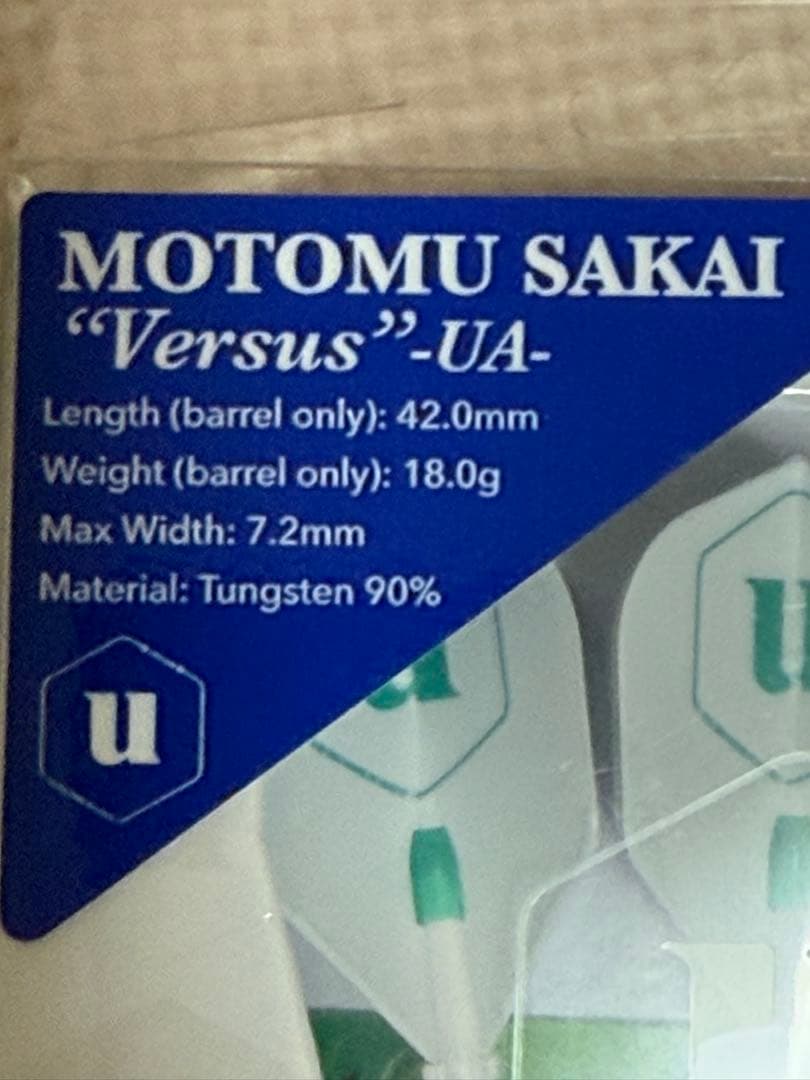 MOTOMU SAKAI
“Versus”-UA-
Length (barrel only): 42.0mm
Weight (barrel only): 18.0g
Max Width: 7.2mm
Material: Tungsten 90%
u
u
u